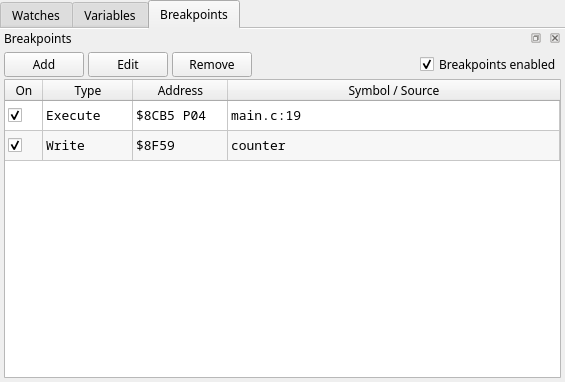 Watches Variables Breakpoints
Breakpoints
Add Edit Remove Breakpoints enabled
On Type Address Symbol / Source
Execute $8CB5 P04 main.c:19
Write $8F59 counter